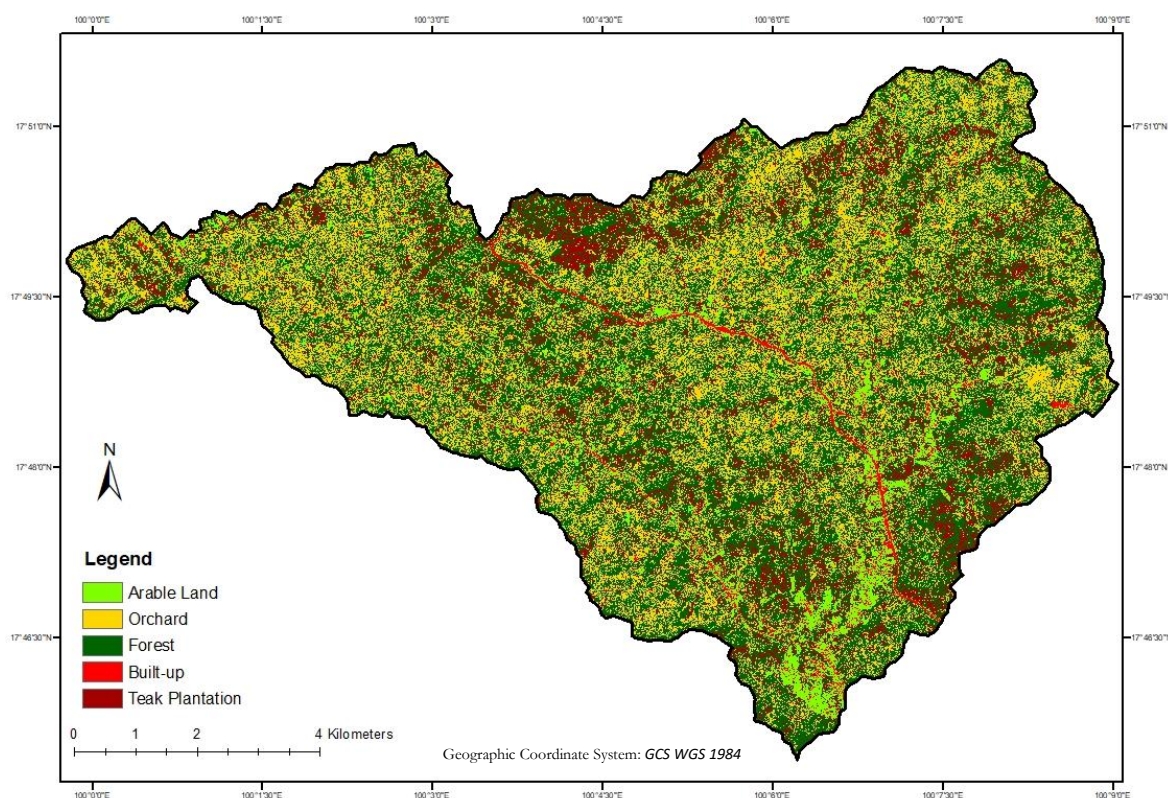 100°0'0"E 100°1'30"E 100°3'0"E 100°4'30"E 100°6'0"E 100°7'30"E 100°9'0"E
17°51'0"N 17°51'0"N
17°49'30"N 17°49'30"N
N
17°48'0"N 17°48'0"N
Legend
Arable Land
Orchard
17°46'30"N 17°46'30"N
Forest
Built-up
Teak Plantation
0 1 2 4 Kilometers
Geographic Coordinate System: GCS WGS 1984
100°0'0"E 100°1'30"E 100°3'0"E 100°4'30"E 100°6'0"E 100°7'30"E 100°9'0"E